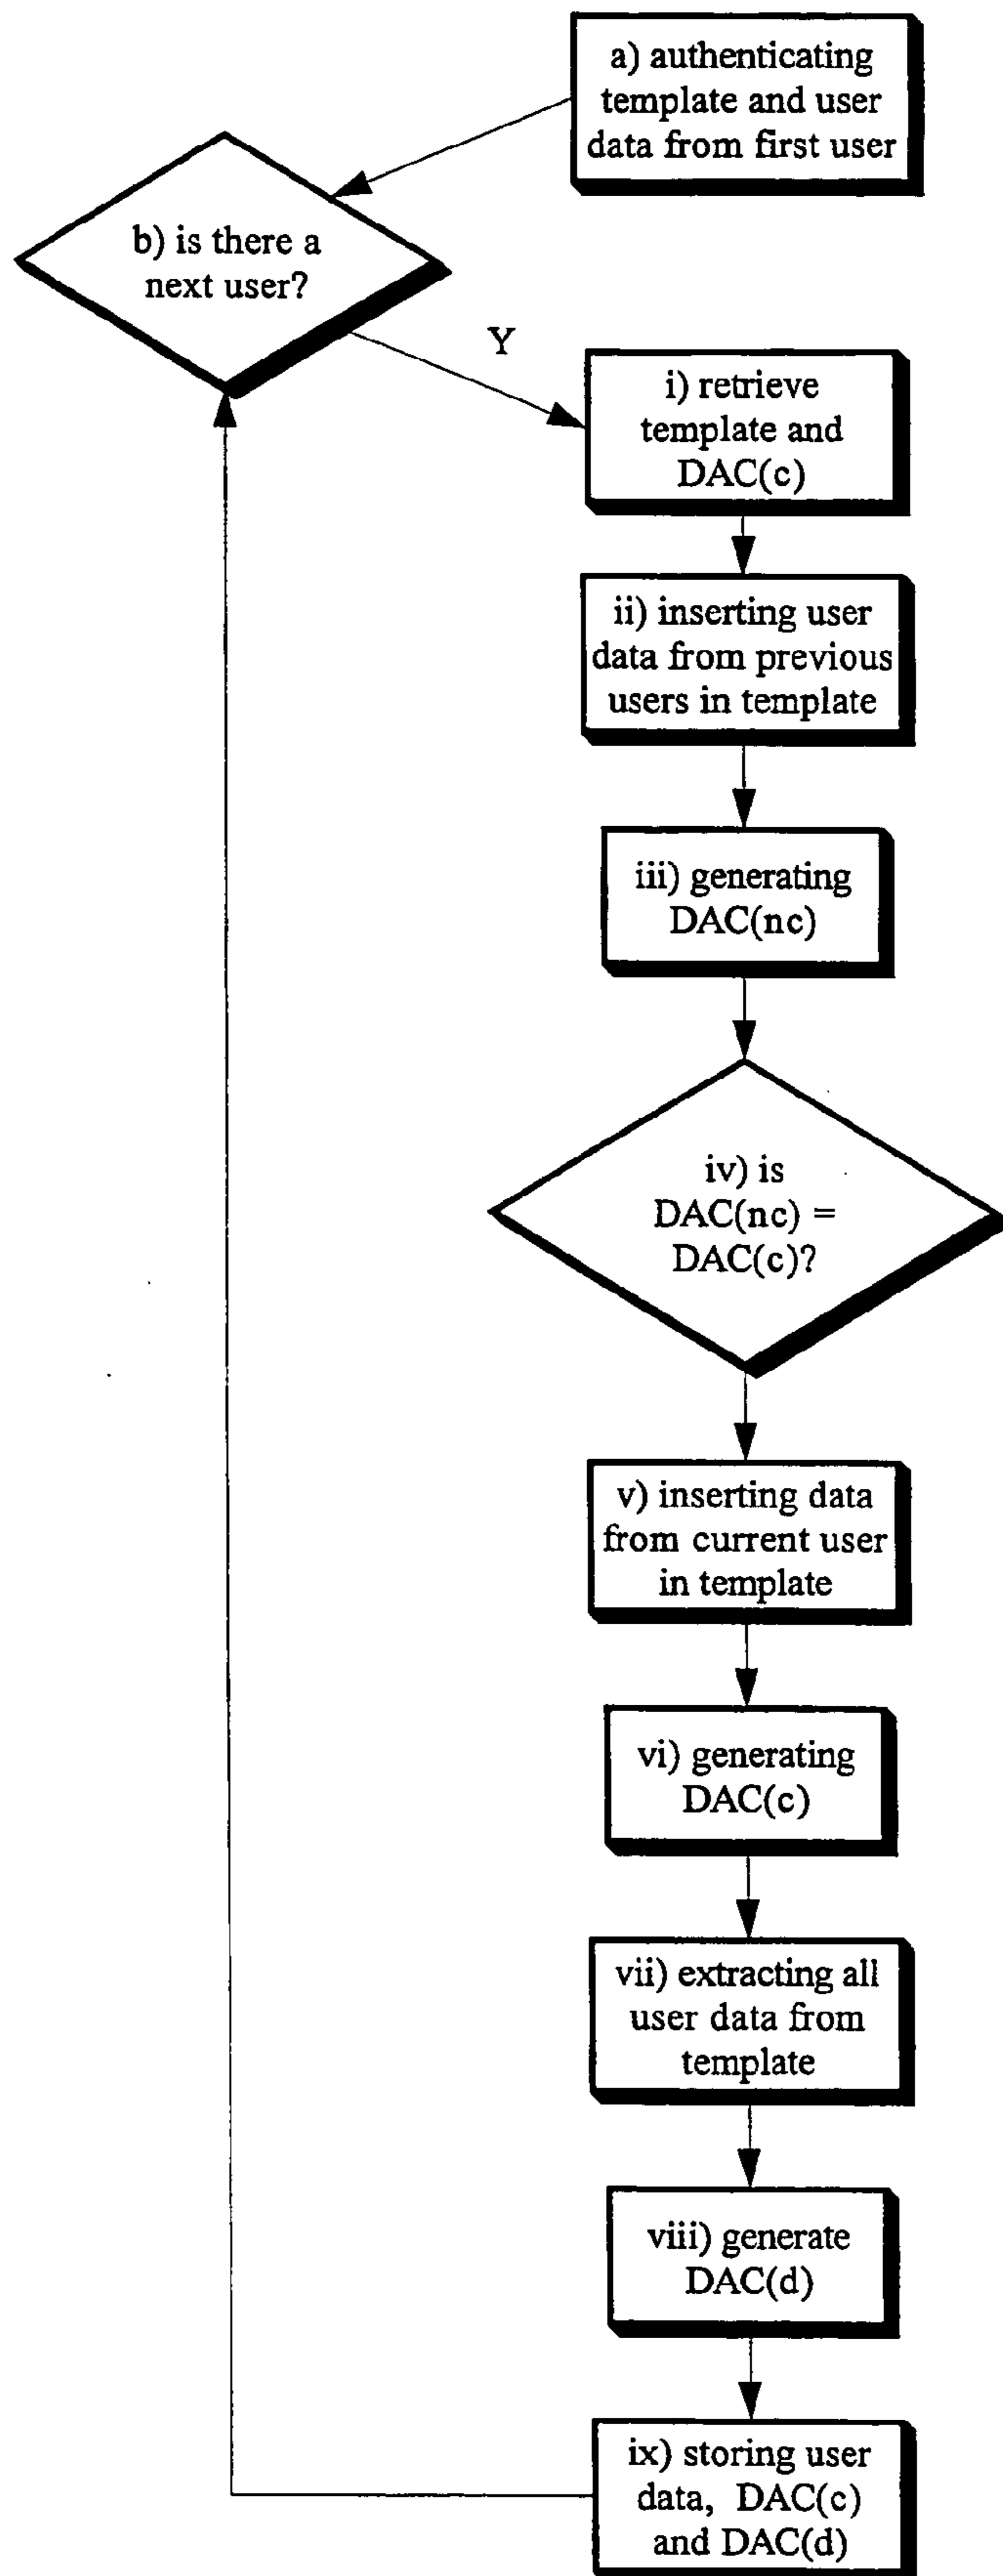 a) authenticating
template and user
data from first user
b) is there a
next user?
Y
i) retrieve
template and
DAC(c)
ii) inserting user
data from previous
users in template
iii) generating
DAC(nc)
iv) is
DAC(nc) =
DAC(c)?
v) inserting data
from current user
in template
vi) generating
DAC(c)
vii) extracting all
user data from
template
viii) generate
DAC(d)
ix) storing user
data, DAC(c)
and DAC(d)